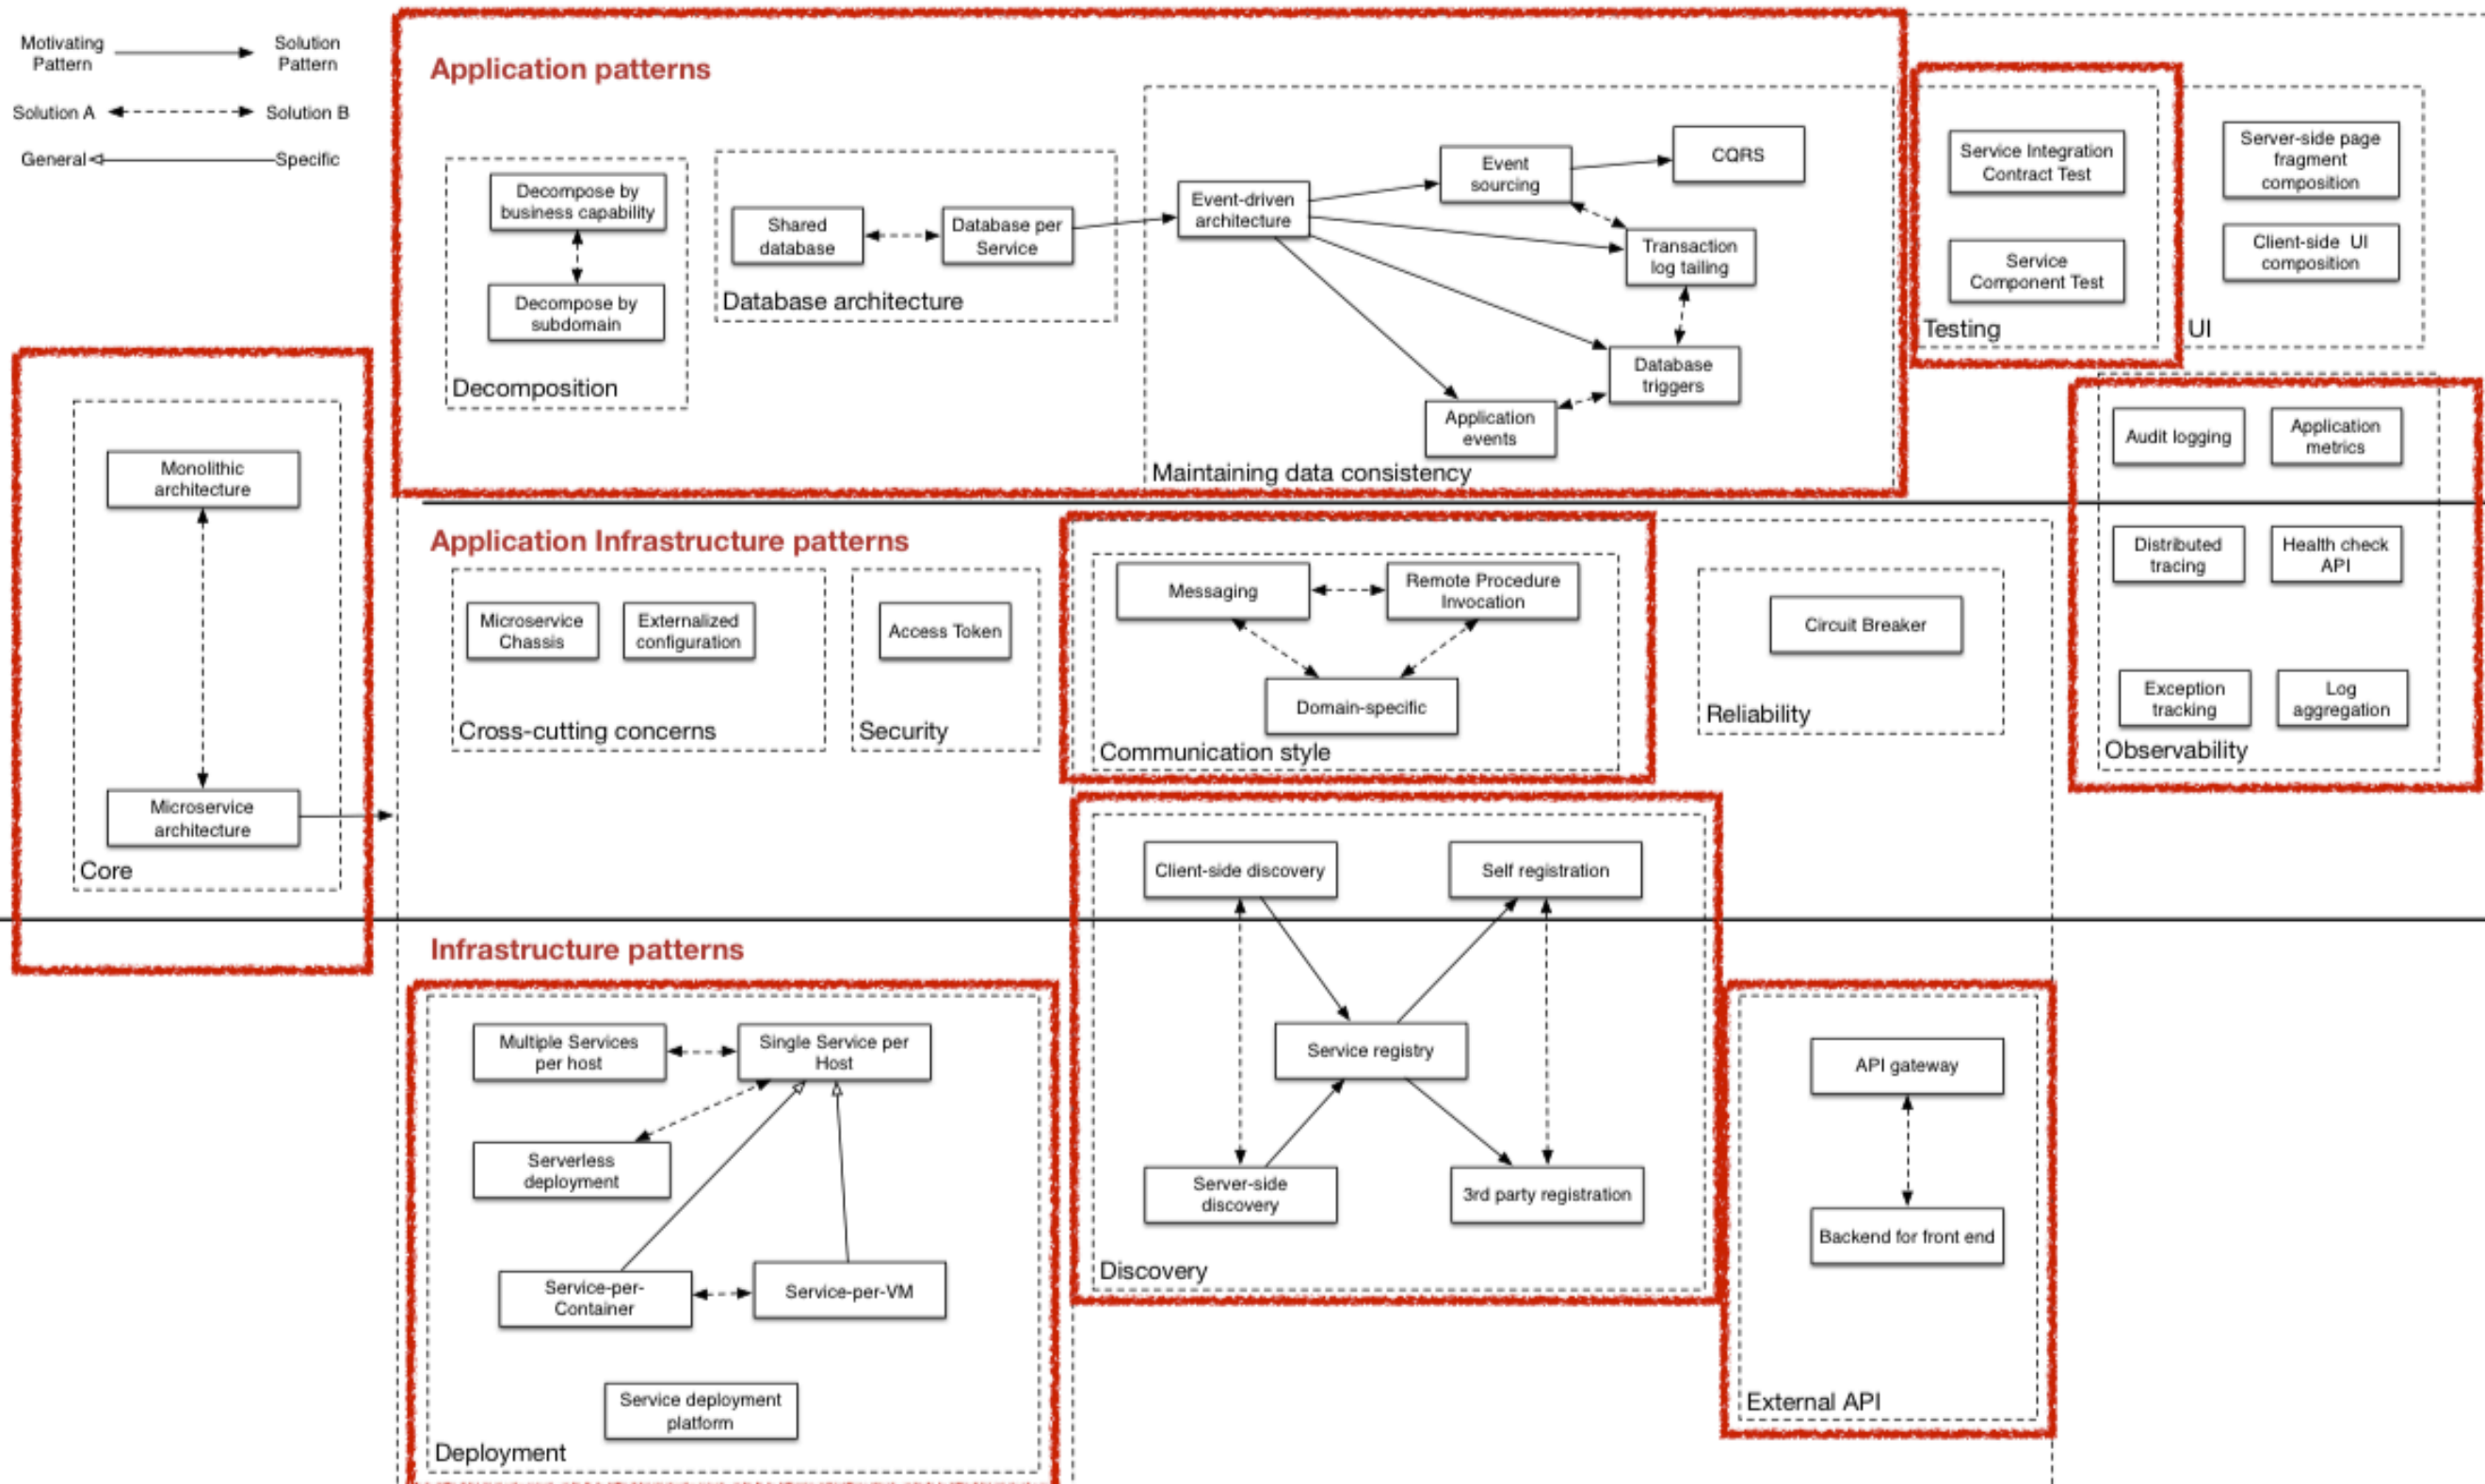 Motivating
Pattern
Solution
Pattern
Solution A
Solution B
General
Specific
Application patterns
Decompose by
business capability
Decompose by
subdomain
Decomposition
Shared
database
Database per
Service
Database architecture
Event-driven
architecture
Event
sourcing
CQRS
Transaction
log tailing
Database
triggers
Application
events
Maintaining data consistency
Service Integration
Contract Test
Service
Component Test
Testing
Server-side page
fragment
composition
Client-side UI
composition
UI
Monolithic
architecture
Microservice
architecture
Core
Application Infrastructure patterns
Microservice
Chassis
Externalized
configuration
Cross-cutting concerns
Access Token
Security
Messaging
Remote Procedure
Invocation
Domain-specific
Communication style
Circuit Breaker
Reliability
Audit logging
Application
metrics
Distributed
tracing
Health check
API
Exception
tracking
Log
aggregation
Observability
Client-side discovery
Self registration
Service registry
Server-side
discovery
3rd party registration
Discovery
Infrastructure patterns
Multiple Services
per host
Single Service per
Host
Serverless
deployment
Service-per-
Container
Service-per-VM
Service deployment
platform
Deployment
API gateway
Backend for front end
External API